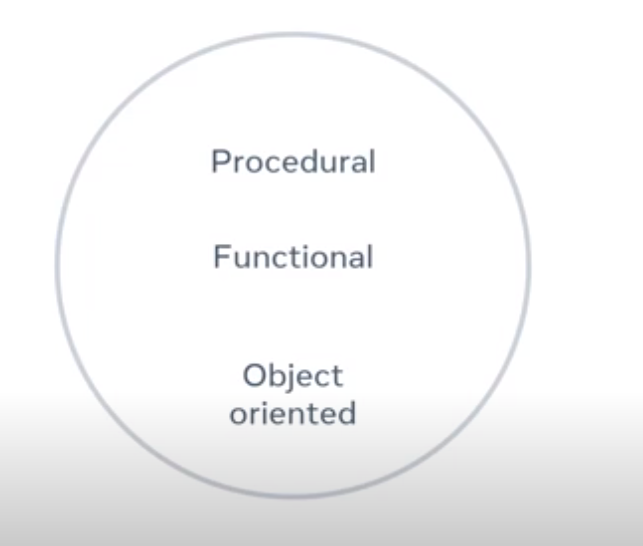 Procedural
Functional
Object
oriented